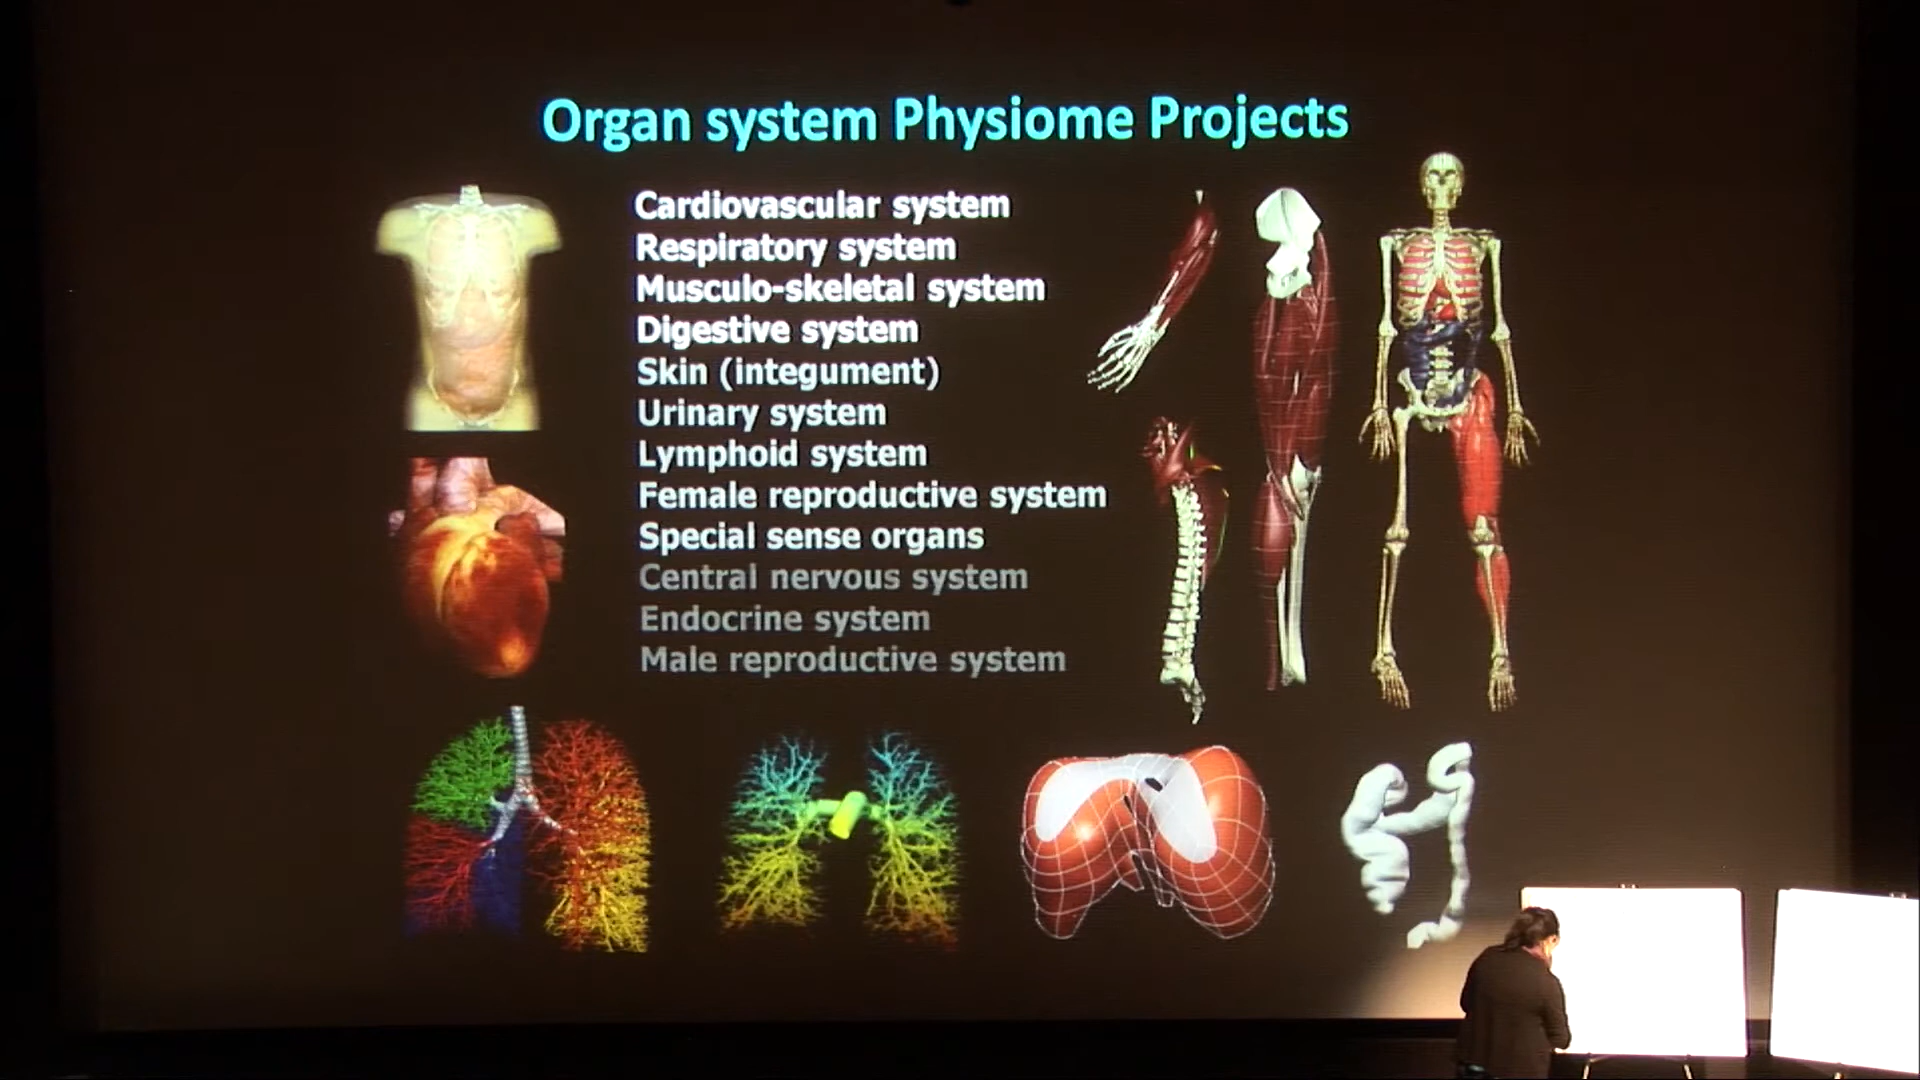 Organ system Physiome Projects
Cardiovascular system
Respiratory system
Musculo-skeletal system
Digestive system
Skin (integument)
Urinary system
Lymphoid system
Female reproductive system
Special sense organs
Central nervous system
Endocrine system
Male reproductive system